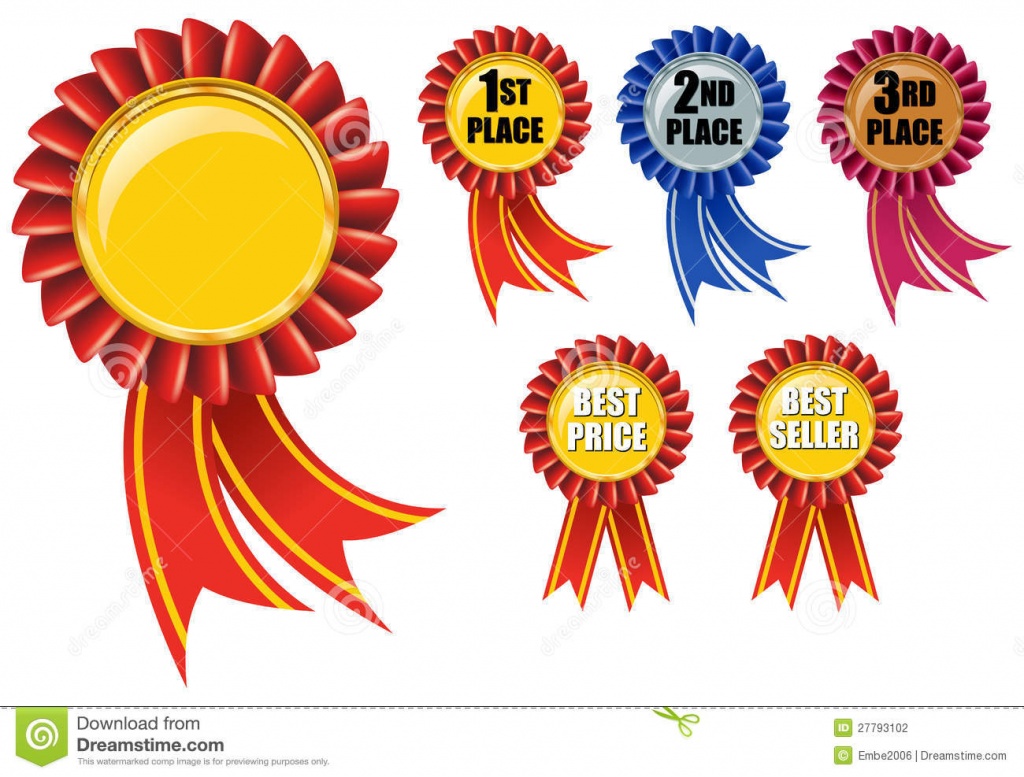 1ST
PLACE
2ND
PLACE
3RD
PLACE
BEST
PRICE
BEST
SELLER
Download from
Dreamstime.com
This watermarked comp image is for previewing purposes only.
ID 27793102
© Embe2006 | Dreamstime.com
dreamstime